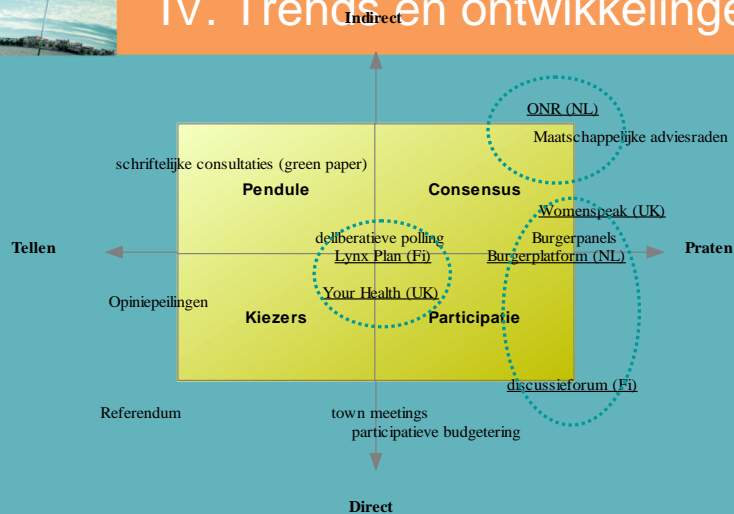 IV. Trends en ontwikkelinge
Indirect
ONR (NL)
Maatschappelijke adviesraden
schriftelijke consultaties (green paper)
Pendule
Consensus
Womenspeak (UK)
Tellen
deliberatieve polling
Burgerpanels
Praten
Lynx Plan (Fi)
Burgerplatform (NL)
Your Health (UK)
Opiniepeilingen
Kiezers
Participatie
discussieforum (Fi)
Referendum
town meetings
participatieve budgetering
Direct